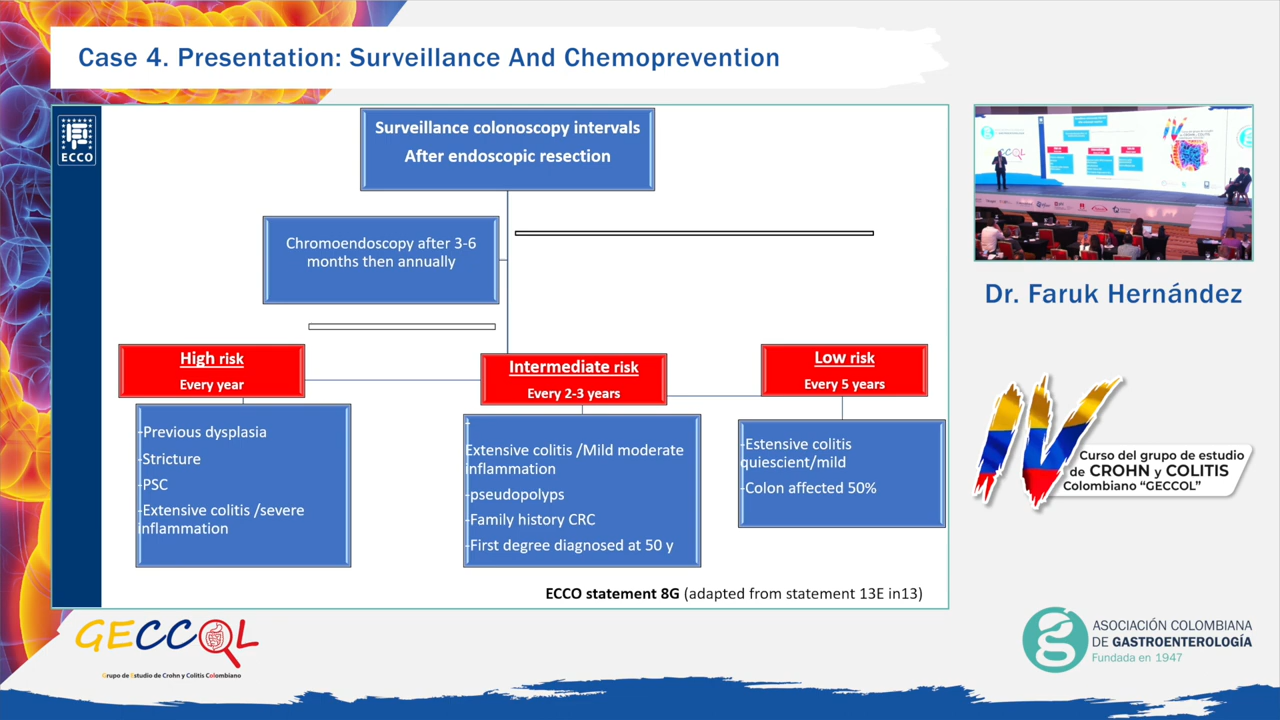 Case 4. Presentation: Surveillance And Chemoprevention
ECCO
Surveillance colonoscopy intervals
After endoscopic resection
Chromoendoscopy after 3-6
months then annually
High risk
Every year
-Previous dysplasia
-Stricture
-PSC
-Extensive colitis /severe
inflammation
Intermediate risk
Every 2-3 years
-
Extensive colitis /Mild moderate
inflammation
-pseudopolyps
-Family history CRC
-First degree diagnosed at 50 y
Low risk
Every 5 years
-Estensive colitis
quiescient/mild
-Colon affected 50%
ECCO statement 8G (adapted from statement 13E in13)
Dr. Faruk Hernández
IV
Curso del grupo de estudio
de CROHN y COLITIS
Colombiano “GECCOL”
GECCOL
Grupo de Estudio de Crohn y Colitis Colombiano
ASOCIACIÓN COLOMBIANA
DE GASTROENTEROLOGÍA
Fundada en 1947